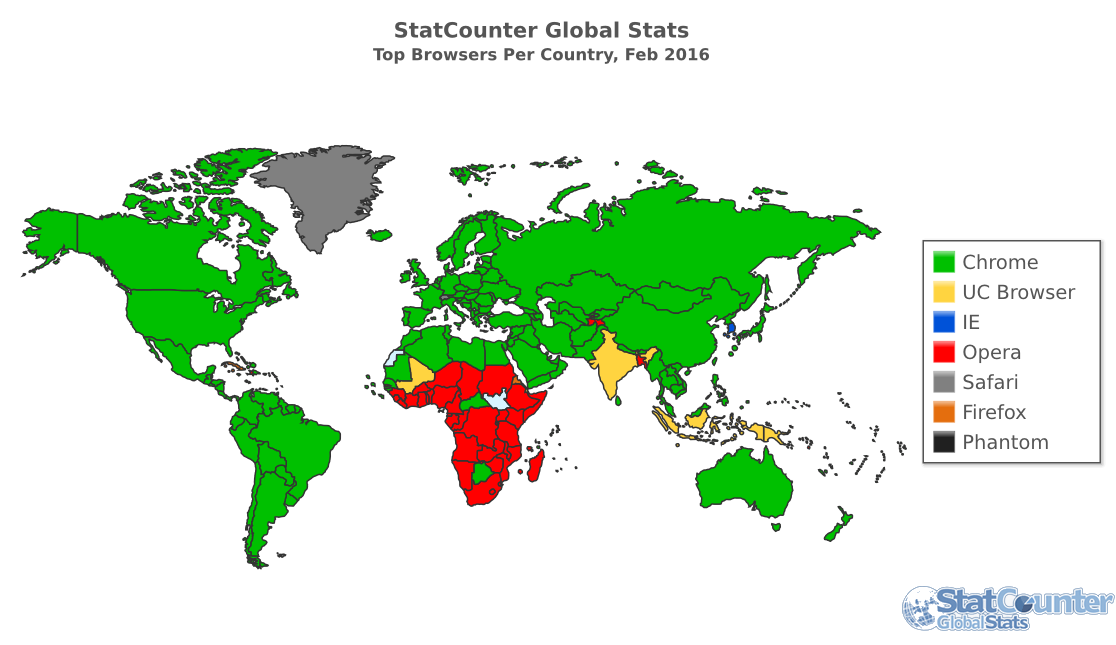 StatCounter Global Stats
Top Browsers Per Country, Feb 2016
Chrome
UC Browser
IE
Opera
Safari
Firefox
Phantom
StatCounter
GlobalStats